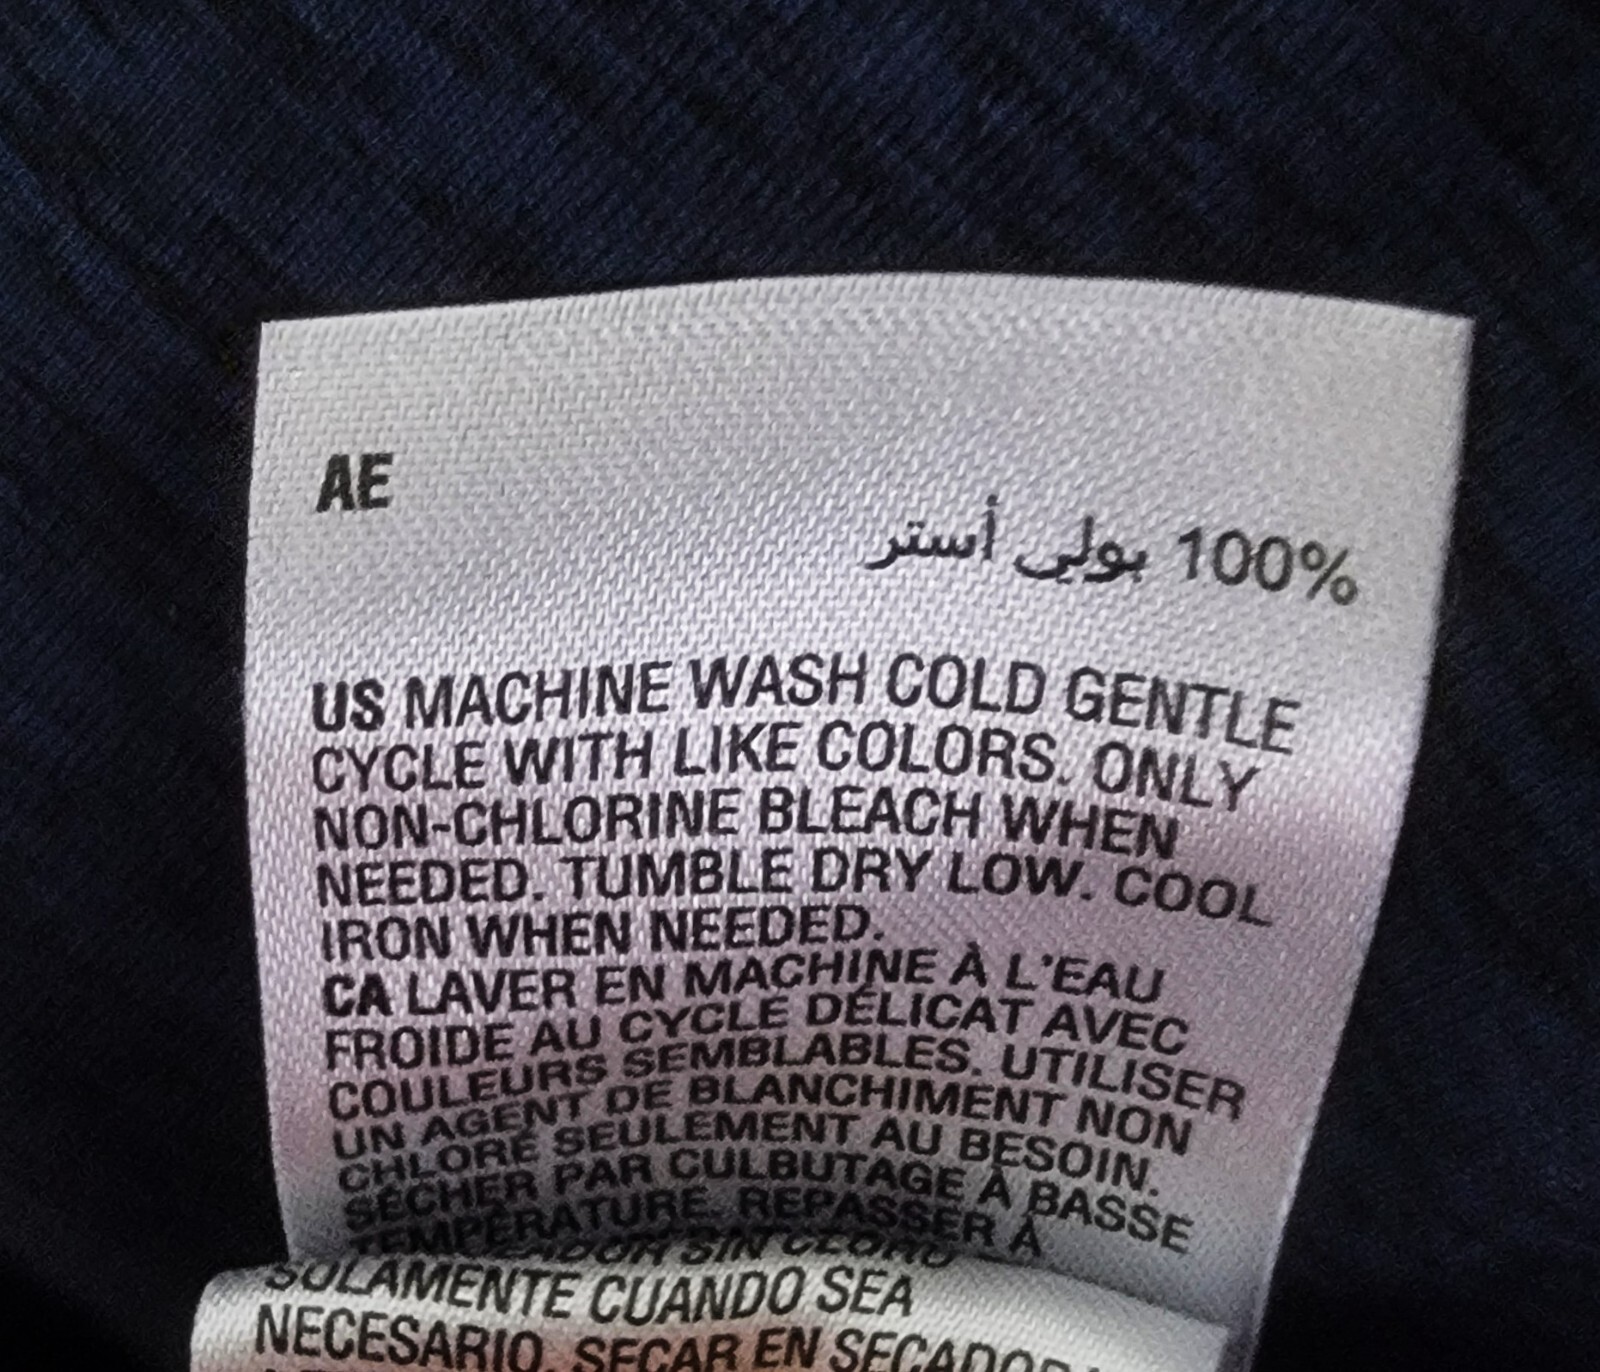 AE
100% بولي أستر
US MACHINE WASH COLD GENTLE
CYCLE WITH LIKE COLORS. ONLY
NON-CHLORINE BLEACH WHEN
NEEDED. TUMBLE DRY LOW. COOL
IRON WHEN NEEDED.
CA LAVER EN MACHINE À L'EAU
FROIDE AU CYCLE DÉLICAT AVEC
COULEURS SEMBLABLES. UTILISER
UN AGENT DE BLANCHIMENT NON
CHLORÉ SEULEMENT AU BESOIN.
SÉCHER PAR CULBUTAGE À BASSE
TEMPÉRATURE. REPASSER À
SIN CLORO
SOLAMENTE CUANDO SEA
NECESARIO. SECAR EN